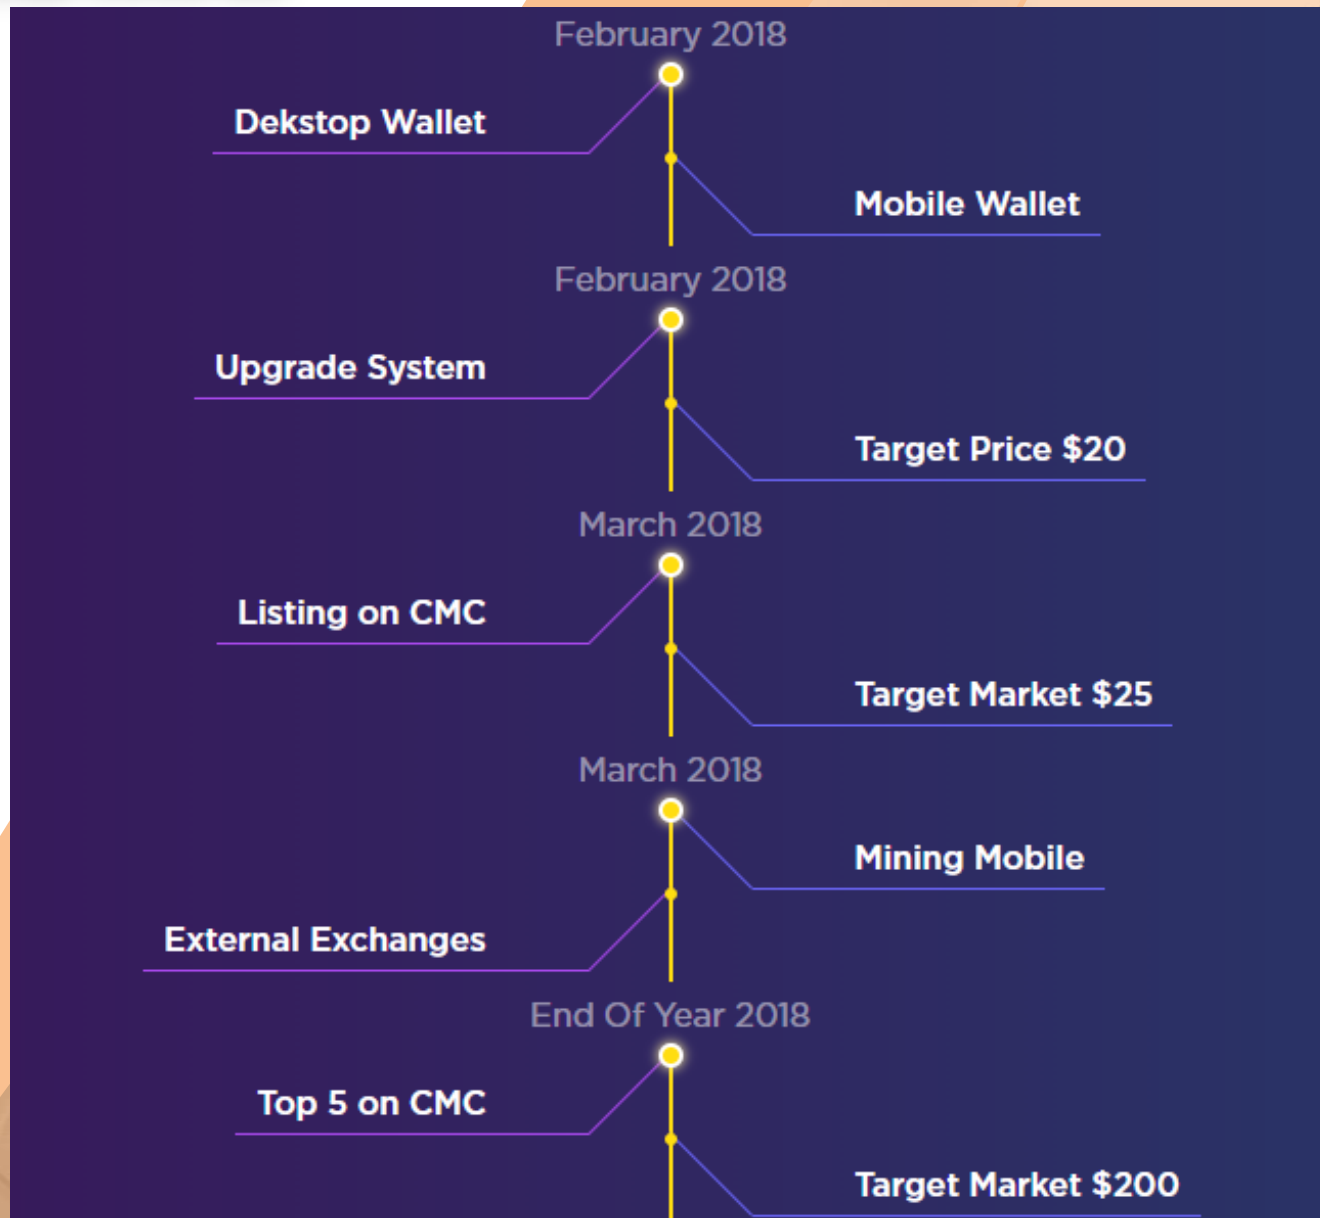 February 2018
Dekstop Wallet
Mobile Wallet
February 2018
Upgrade System
Target Price $20
March 2018
Listing on CMC
Target Market $25
March 2018
Mining Mobile
External Exchanges
End Of Year 2018
Top 5 on CMC
Target Market $200